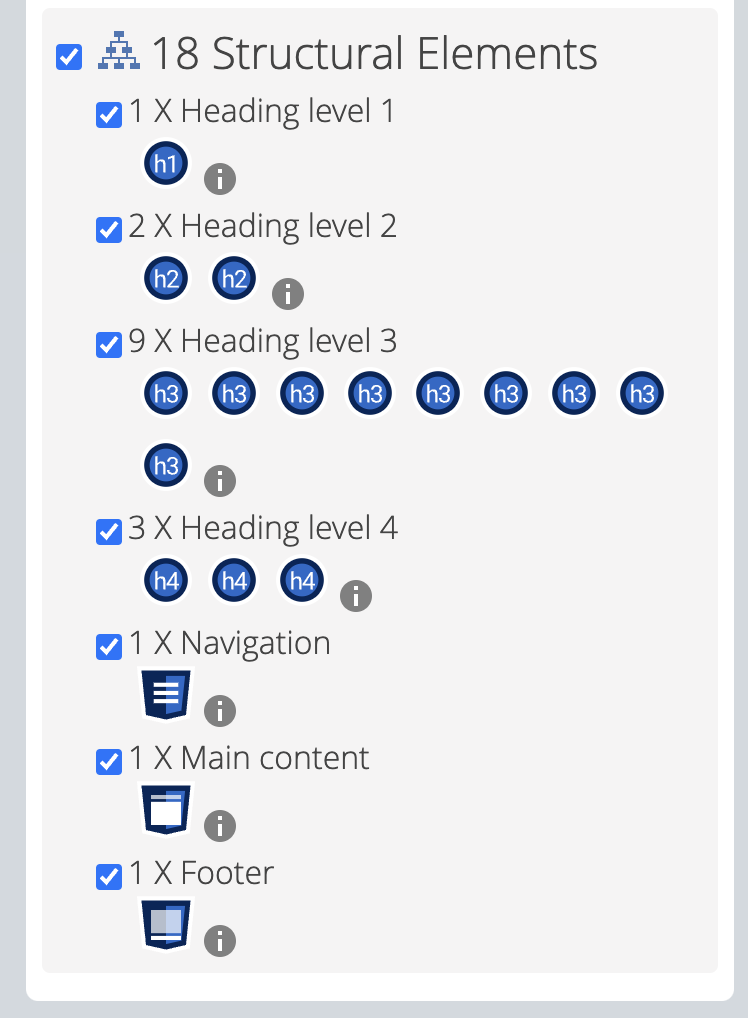 18 Structural Elements
1 X Heading level 1
h1 i
2 X Heading level 2
h2 h2 i
9 X Heading level 3
h3 h3 h3 h3 h3 h3 h3 h3
h3 i
3 X Heading level 4
h4 h4 h4 i
1 X Navigation
i
1 X Main content
i
1 X Footer
i